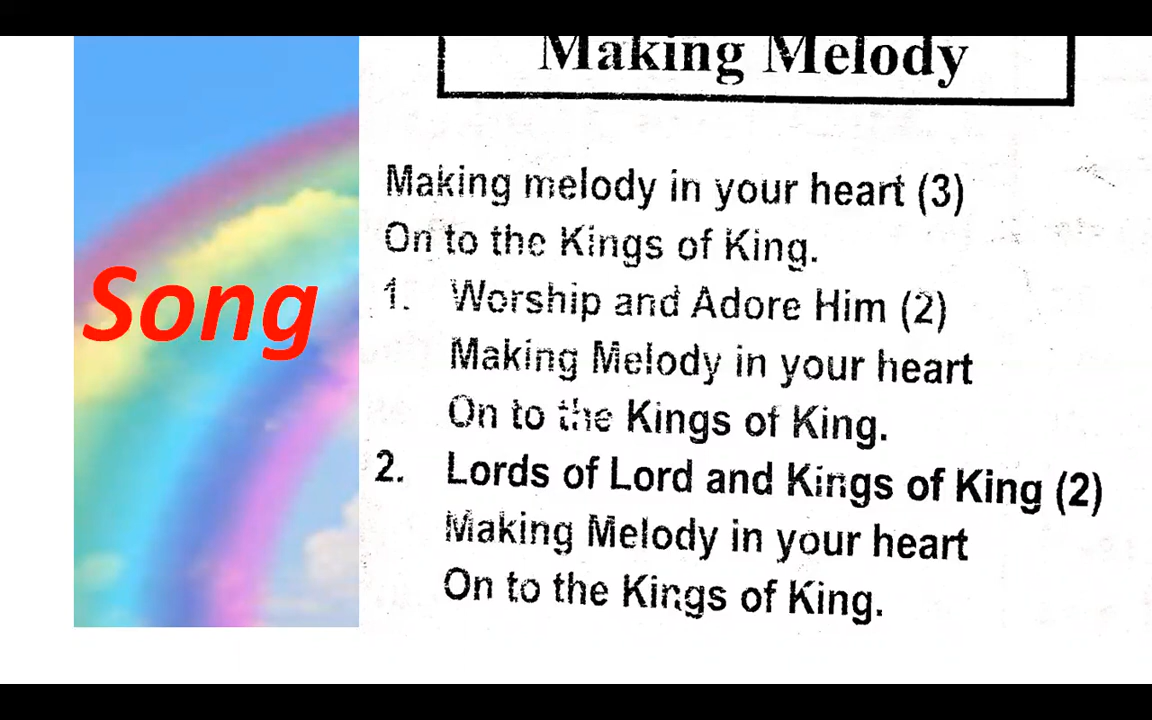 Making Melody
Song
Making melody in your heart (3)
On to the Kings of King.
1. Worship and Adore Him (2)
Making Melody in your heart
On to the Kings of King.
2. Lords of Lord and Kings of King (2)
Making Melody in your heart
On to the Kings of King.